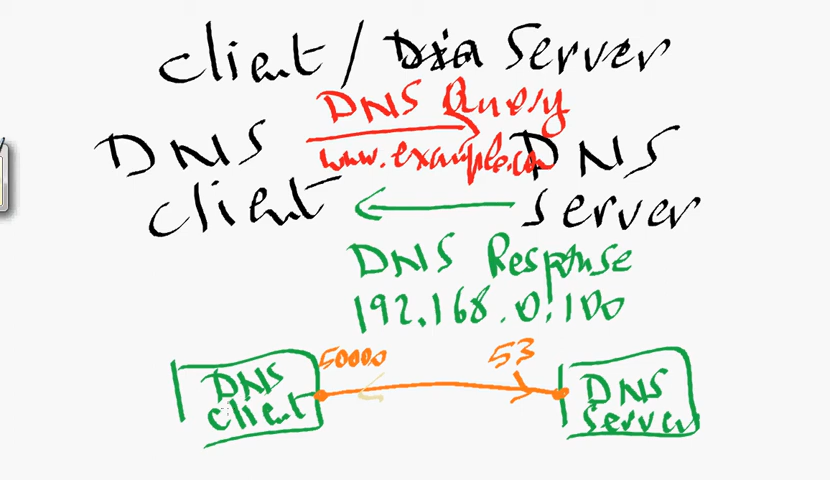 Client / Server
DNS Query
DNS www.example.com DNS
client server
DNS Response
192.168.0.100
50000 53
DNS DNS
client server